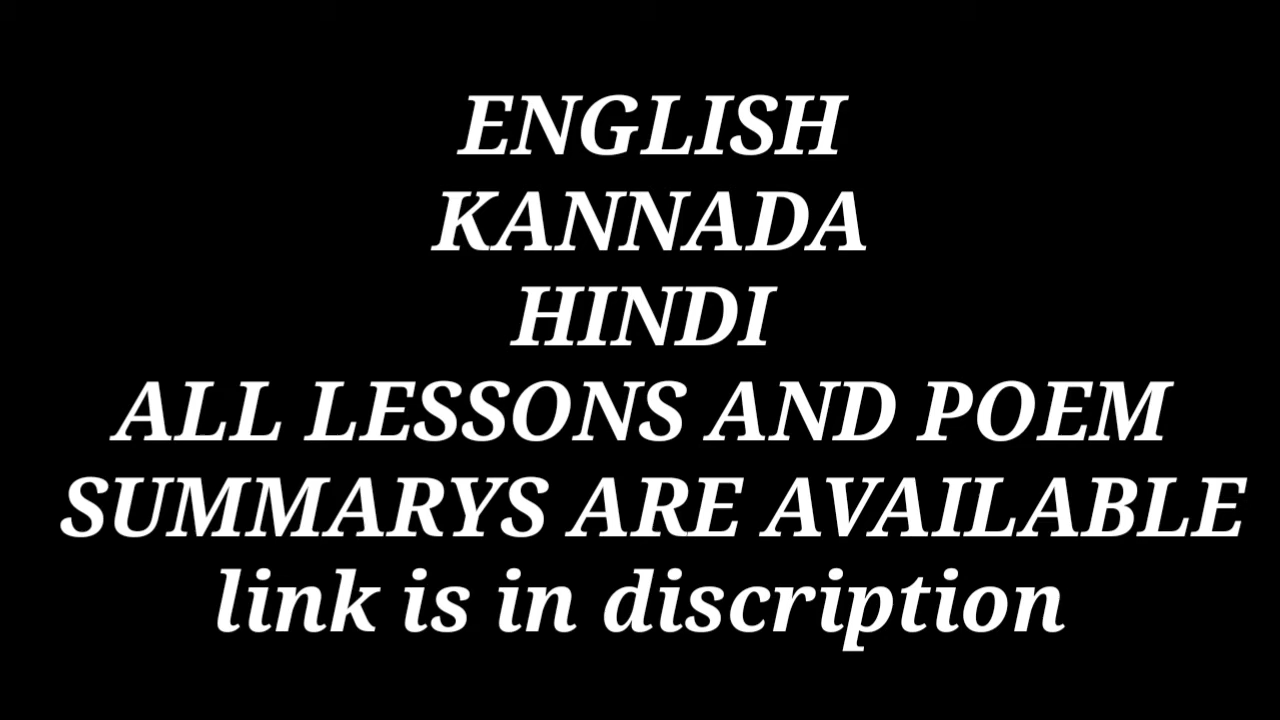 ENGLISH
KANNADA
HINDI
ALL LESSONS AND POEM
SUMMARYS ARE AVAILABLE
link is in discription